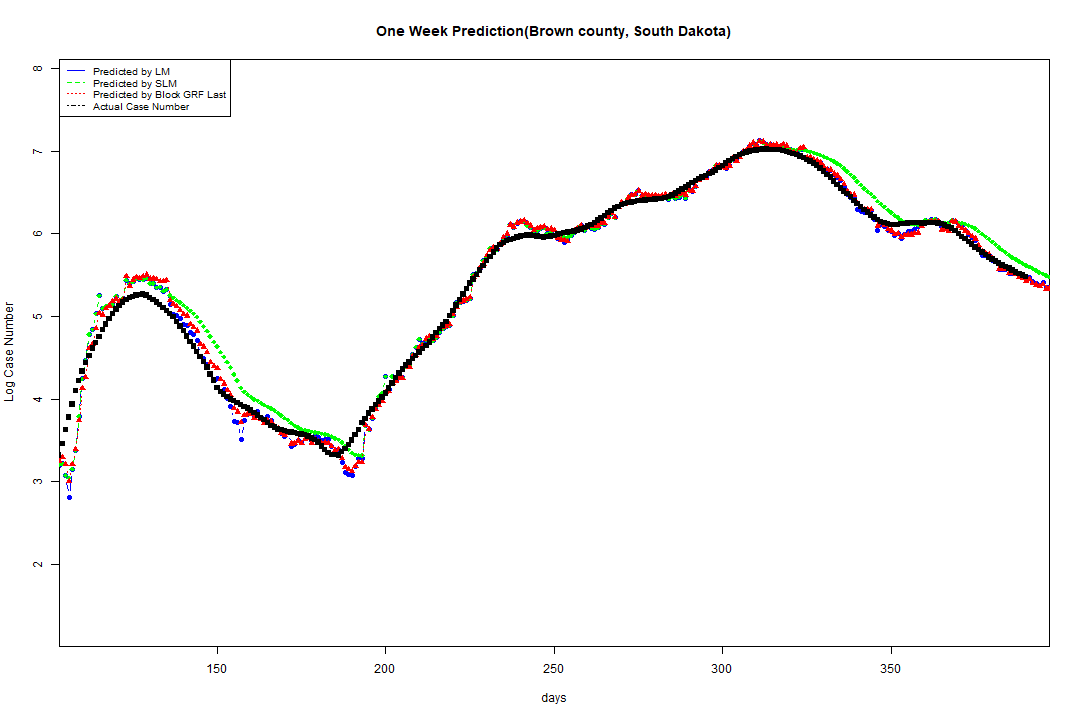 One Week Prediction(Brown county, South Dakota)
Predicted by LM
Predicted by SLM
Predicted by Block GRF Last
Actual Case Number
8
7
6
5
4
3
2
Log Case Number
150 200 250 300 350
days